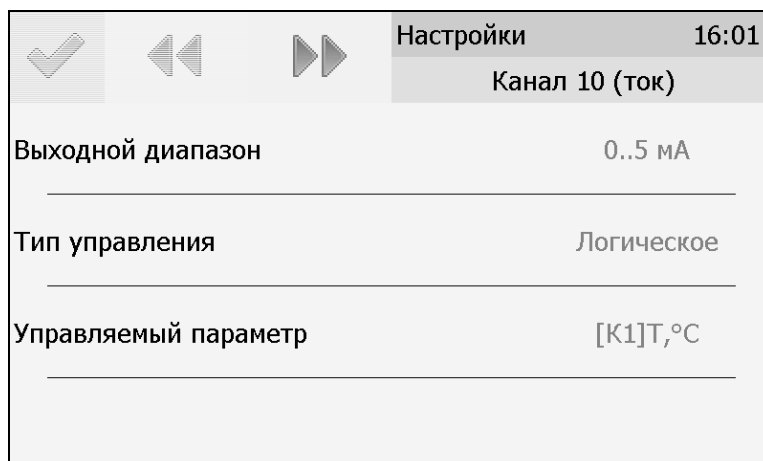 Настройки 16:01
Канал 10 (ток)
Выходной диапазон 0..5 мА
Тип управления Логическое
Управляемый параметр [К1]Т,°С